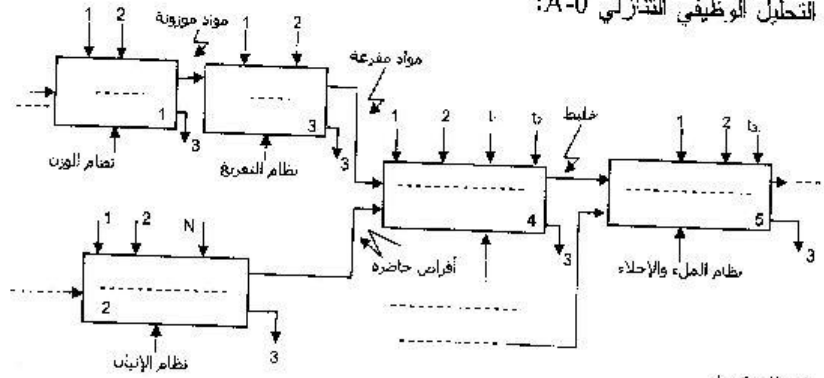 التحليل الوظيفي التنازلي A-0:
1 2 مواد موزونة 1 2 مواد مفرغة
1 3
3 3
نظام الوزن
نظام التفريغ
1 2 t₁ t₂ خليط 1 2 t₃
4 5
3 3
أقراص حاضرة
نظام الملء والإخلاء
1 2 N
2
3
نظام الإتيان